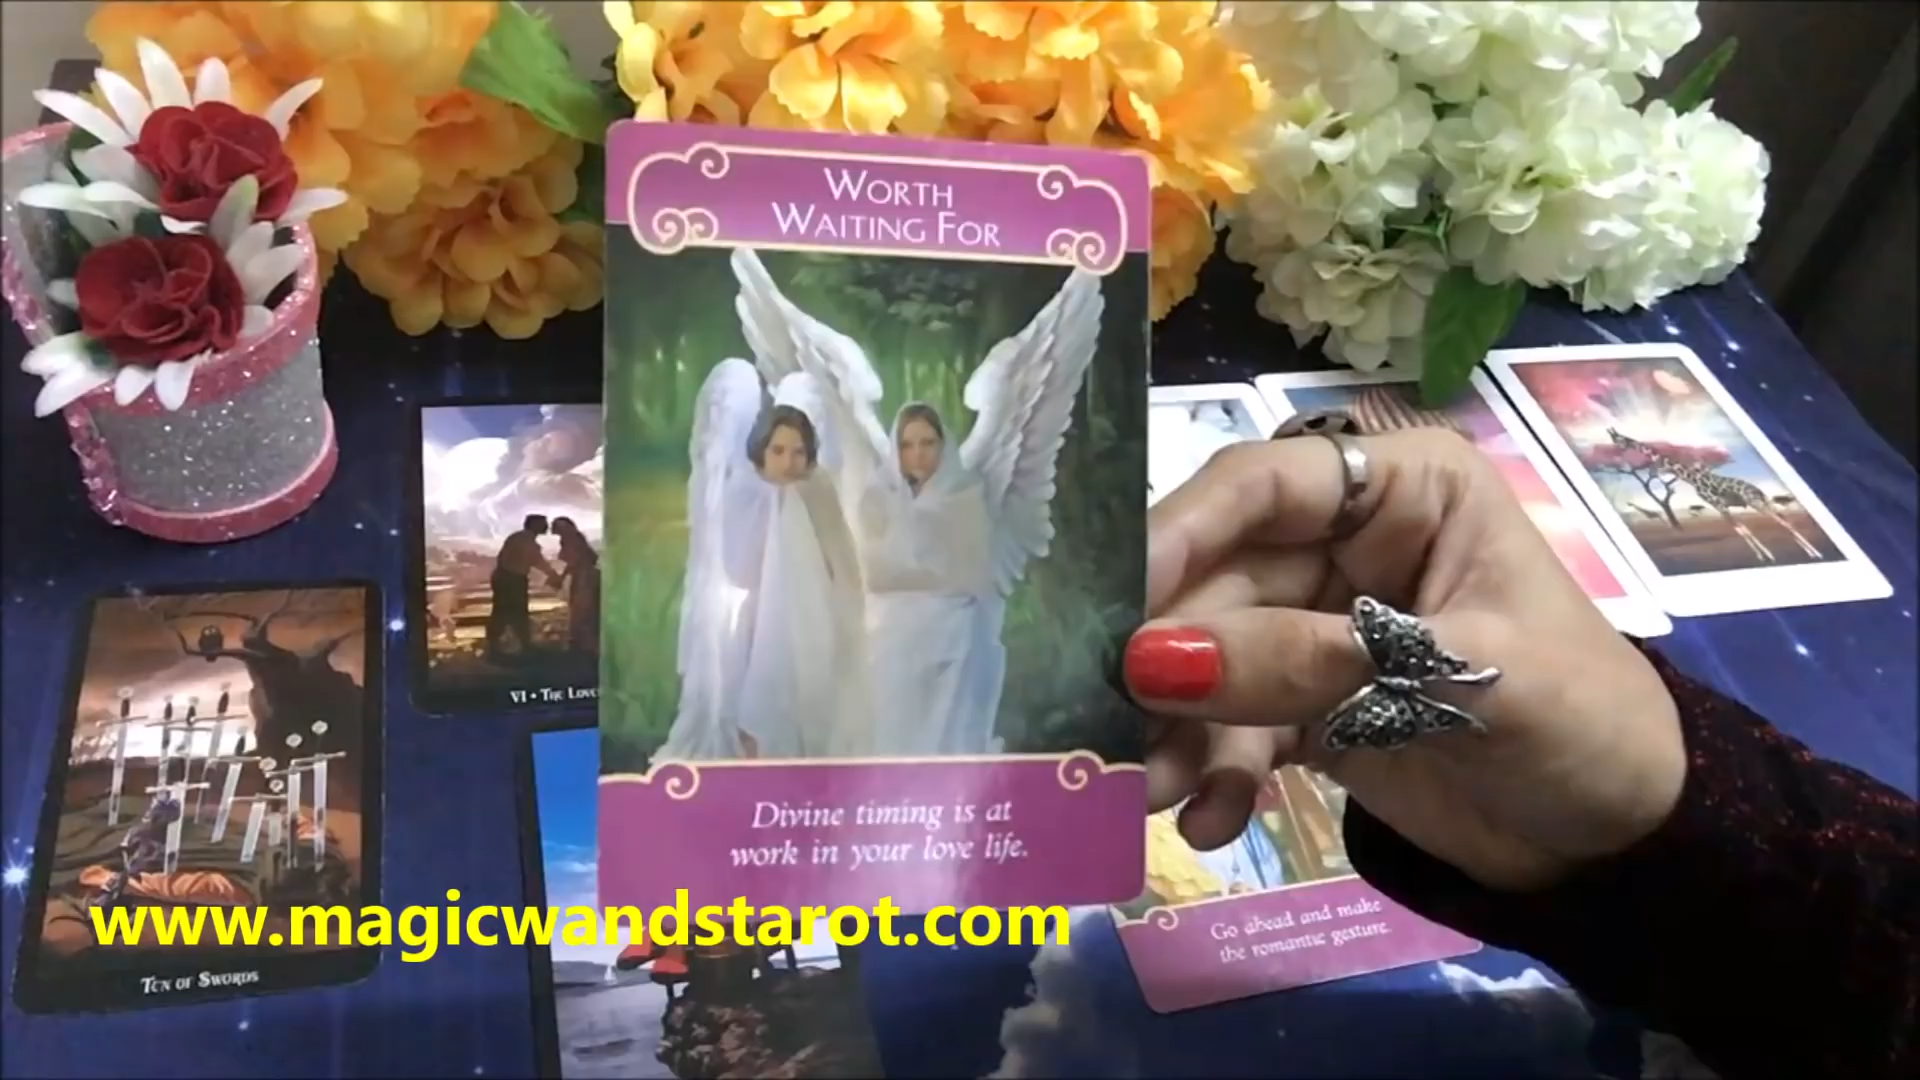 WORTH
WAITING FOR
VI • THE LOVE
Divine timing is at
work in your love life.
www.magicwandstarot.com
Go ahead and make
the romantic gesture.
TEN OF SWORDS